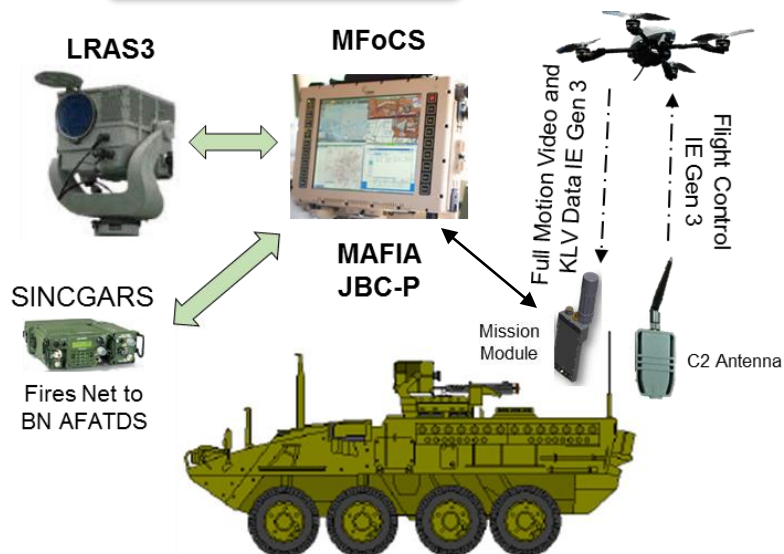 LRAS3
MFoCS
MAFIA
JBC-P
SINCGARS
Fires Net to
BN AFATDS
Full Motion Video and
KLV Data IE Gen 3
Flight Control
IE Gen 3
Mission
Module
C2 Antenna